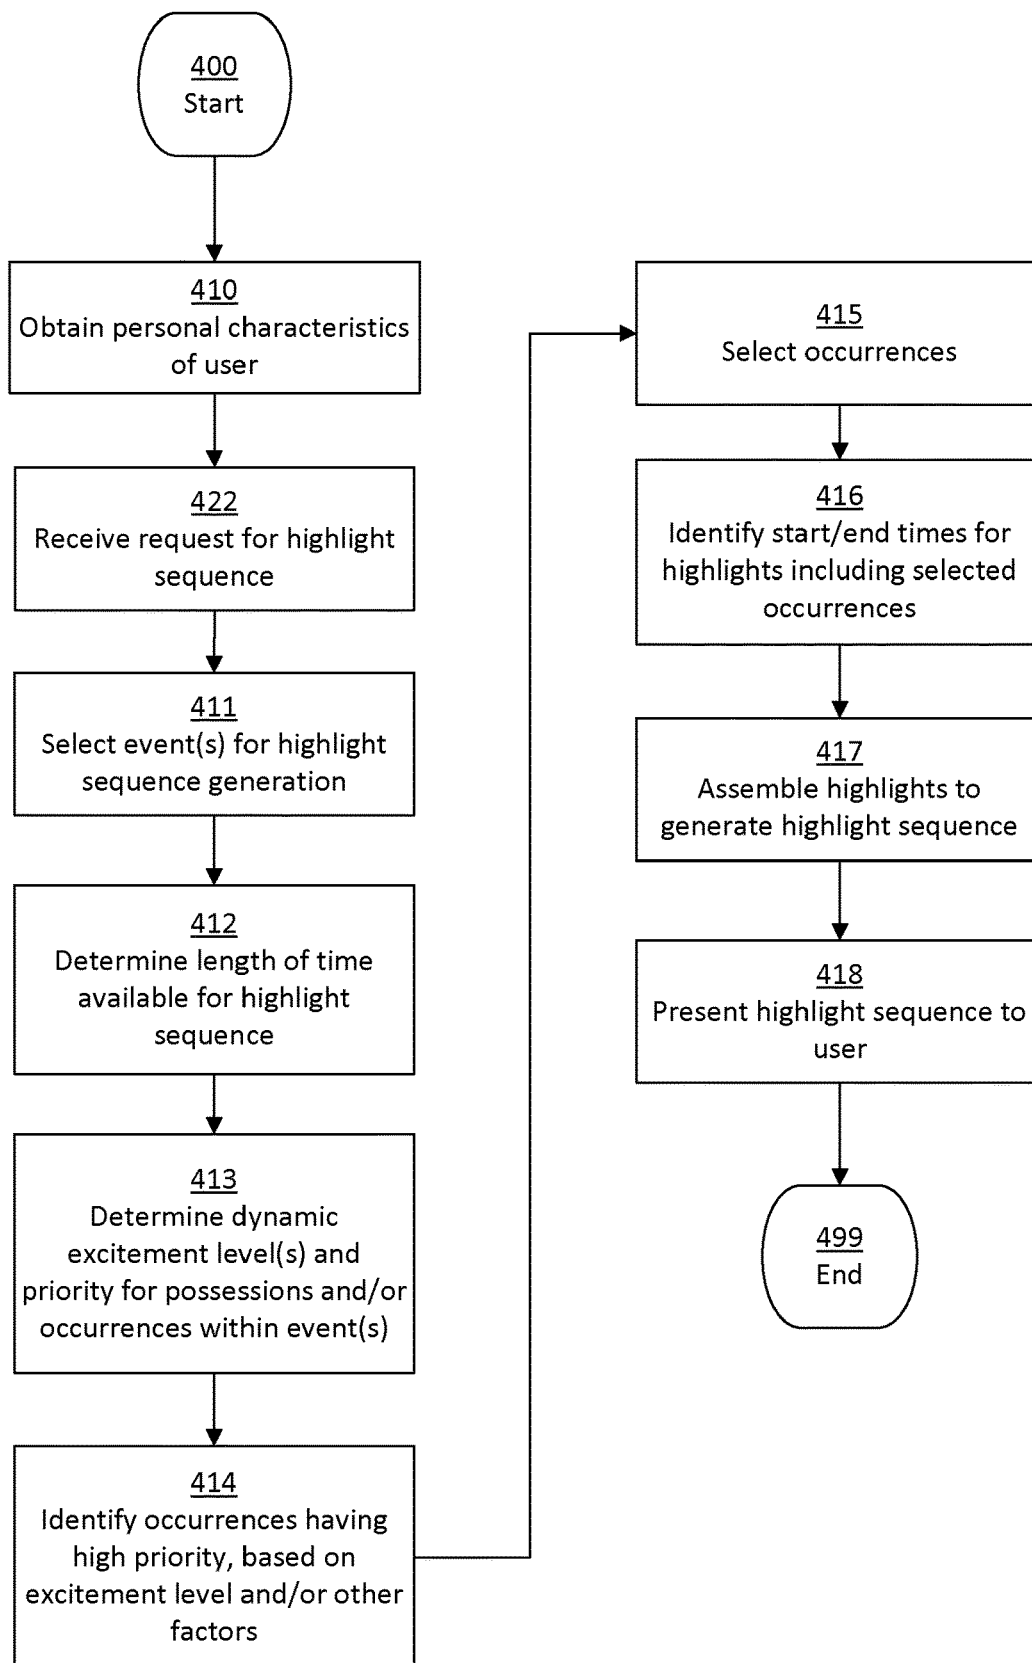 400
Start
410
Obtain personal characteristics
of user
422
Receive request for highlight
sequence
411
Select event(s) for highlight
sequence generation
412
Determine length of time
available for highlight
sequence
413
Determine dynamic
excitement level(s) and
priority for possessions and/or
occurrences within event(s)
414
Identify occurrences having
high priority, based on
excitement level and/or other
factors
415
Select occurrences
416
Identify start/end times for
highlights including selected
occurrences
417
Assemble highlights to
generate highlight sequence
418
Present highlight sequence to
user
499
End